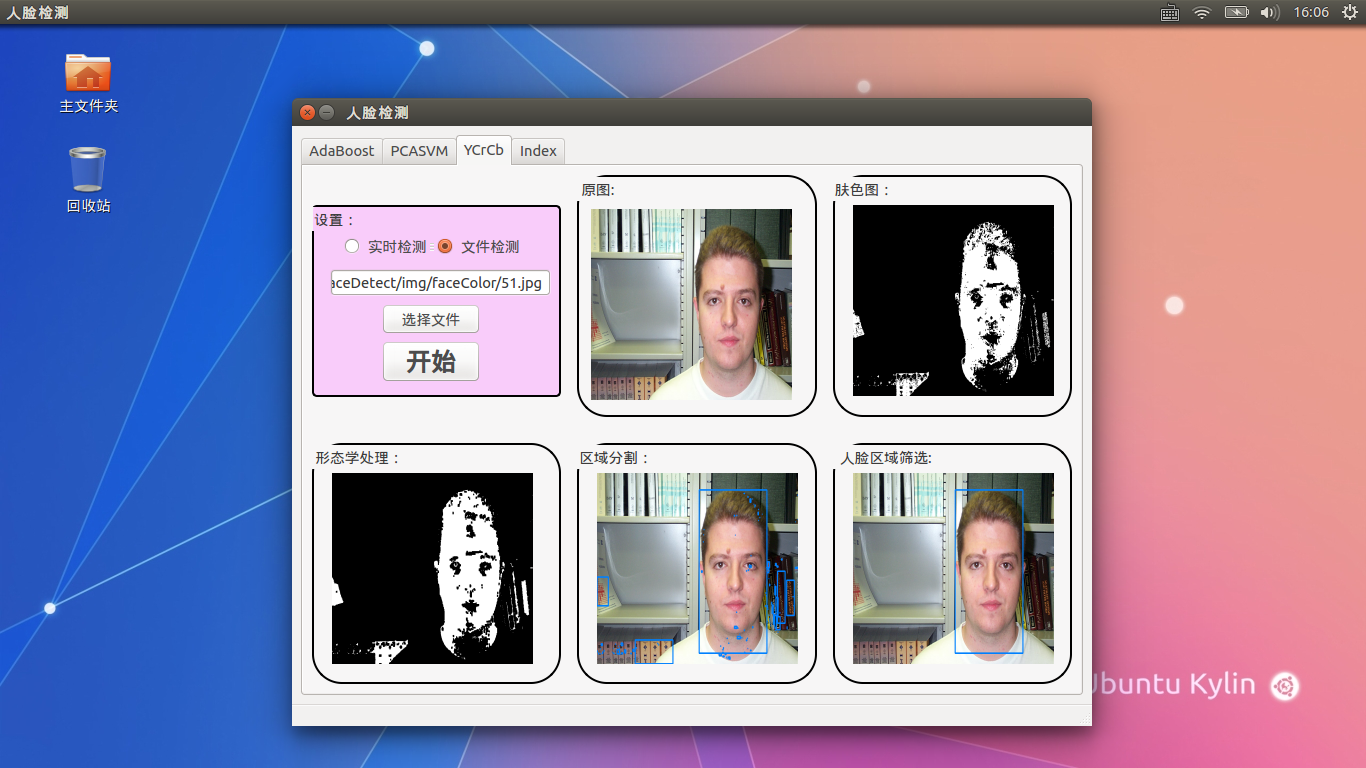 人脸检测
16:06
主文件夹
回收站
人脸检测
AdaBoost PCASVM YCrCb Index
设置：
实时检测 文件检测
aceDetect/img/faceColor/51.jpg
选择文件
开始
原图:
肤色图：
形态学处理：
区域分割：
人脸区域筛选:
Ubuntu Kylin